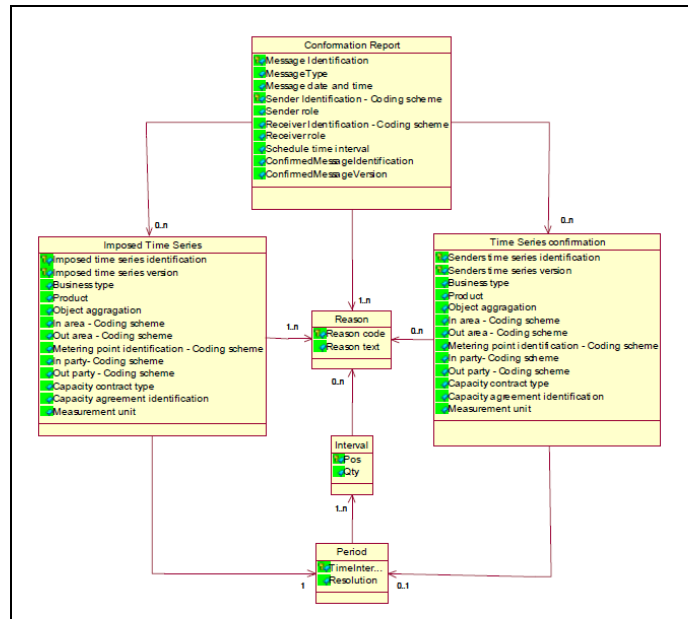 Conformation Report
Message Identification
MessageType
Message date and time
Sender Identification - Coding scheme
Sender role
Receiver Identification - Coding scheme
Receiver role
Schedule time interval
ConfirmedMessageIdentification
ConfirmedMessageVersion
0..n
0..n
Imposed Time Series
Imposed time series identification
Imposed time series version
Business type
Product
Object aggragation
In area - Coding scheme
Out area - Coding scheme
Metering point identification - Coding scheme
In party- Coding scheme
Out party - Coding scheme
Capacity contract type
Capacity agreement identification
Measurement unit
1..n
1..n
Reason
Reason code
Reason text
0..n
0..n
Time Series confirmation
Senders time series identification
Senders time series version
Business type
Product
Object aggragation
In area - Coding scheme
Out area - Coding scheme
Metering point identification - Coding scheme
In party - Coding scheme
Out party - Coding scheme
Capacity contract type
Capacity agreement identification
Measurement unit
Interval
Pos
Qty
1..n
Period
TimeInter...
Resolution
1
0..1